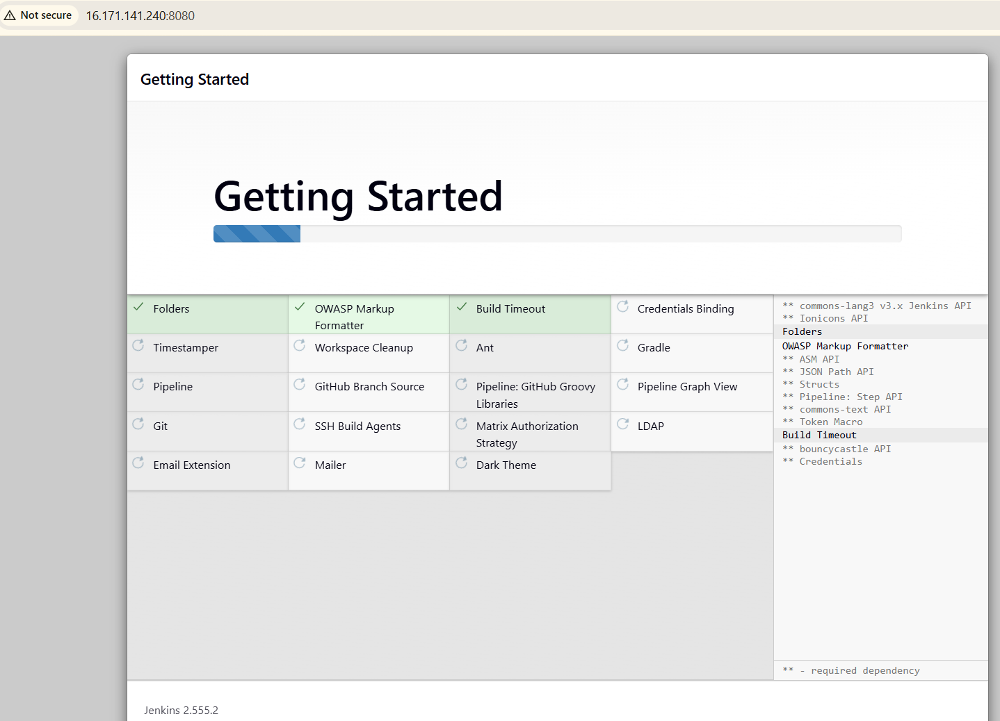 Not secure 16.171.141.240:8080
Getting Started
Getting Started
Folders
OWASP Markup
Formatter
Build Timeout
Credentials Binding
Timestamper
Workspace Cleanup
Ant
Gradle
Pipeline
GitHub Branch Source
Pipeline: GitHub Groovy
Libraries
Pipeline Graph View
Git
SSH Build Agents
Matrix Authorization
Strategy
LDAP
Email Extension
Mailer
Dark Theme
** commons-lang3 v3.x Jenkins API
** Ionicons API
Folders
OWASP Markup Formatter
** ASM API
** JSON Path API
** Structs
** Pipeline: Step API
** commons-text API
** Token Macro
Build Timeout
** bouncycastle API
** Credentials
** - required dependency
Jenkins 2.555.2